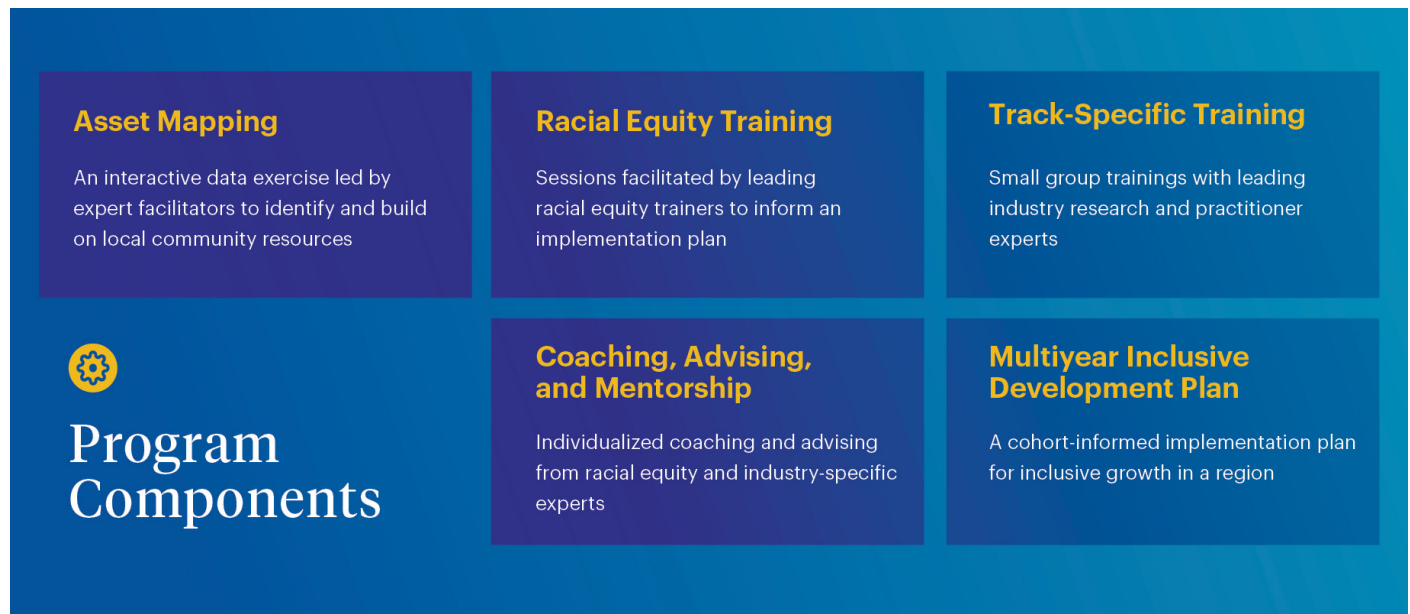 Asset Mapping
An interactive data exercise led by
expert facilitators to identify and build
on local community resources
Racial Equity Training
Sessions facilitated by leading
racial equity trainers to inform an
implementation plan
Track-Specific Training
Small group trainings with leading
industry research and practitioner
experts
Program
Components
Coaching, Advising,
and Mentorship
Individualized coaching and advising
from racial equity and industry-specific
experts
Multiyear Inclusive
Development Plan
A cohort-informed implementation plan
for inclusive growth in a region